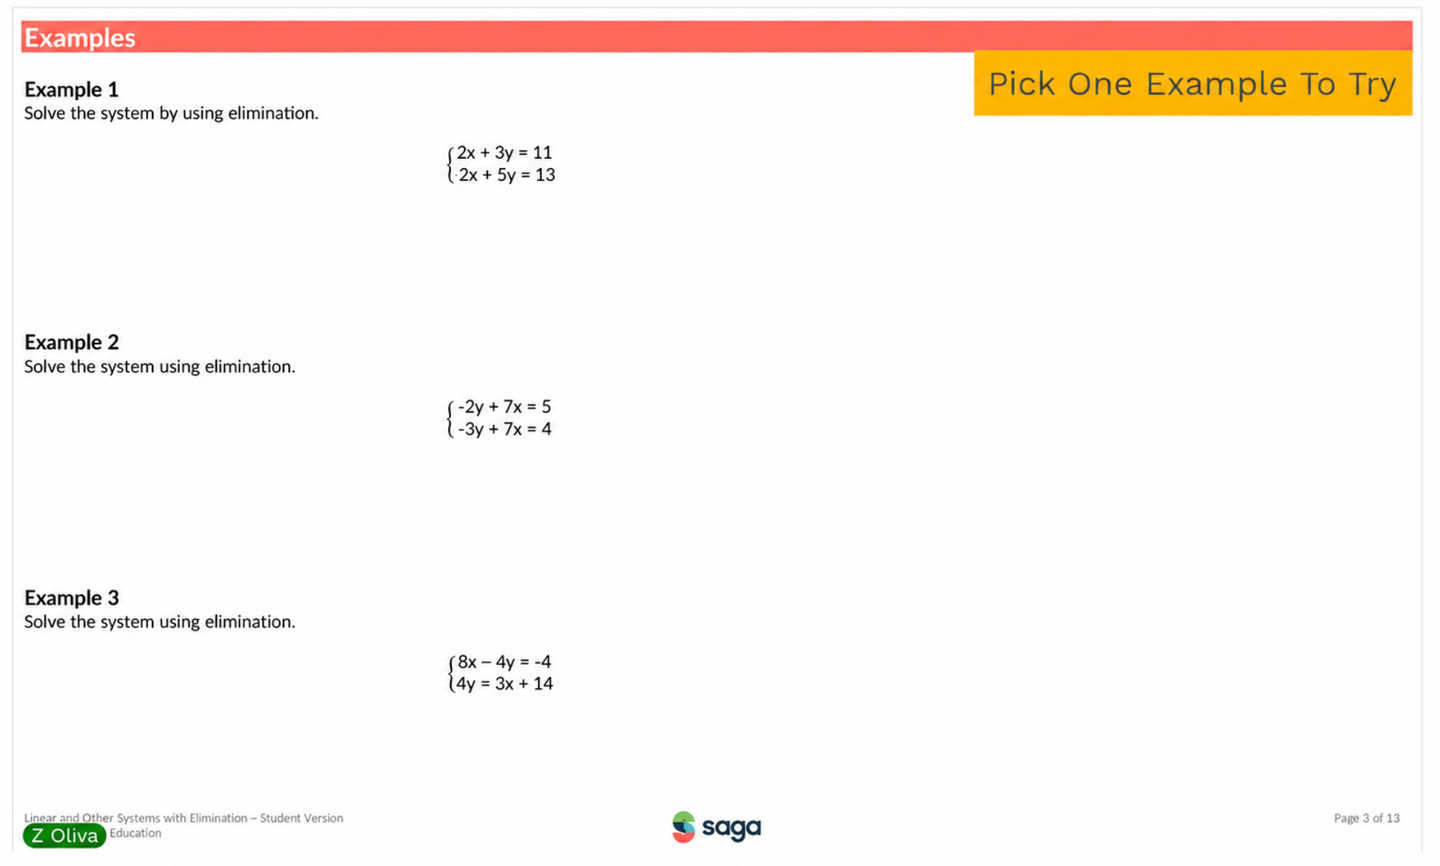 Examples
Pick One Example To Try
Example 1
Solve the system by using elimination.
2x + 3y = 11
-2x + 5y = 13
Example 2
Solve the system using elimination.
-2y + 7x = 5
-3y + 7x = 4
Example 3
Solve the system using elimination.
8x – 4y = -4
4y = 3x + 14
Linear and Other Systems with Elimination – Student Version
Z Oliva Education
saga
Page 3 of 13